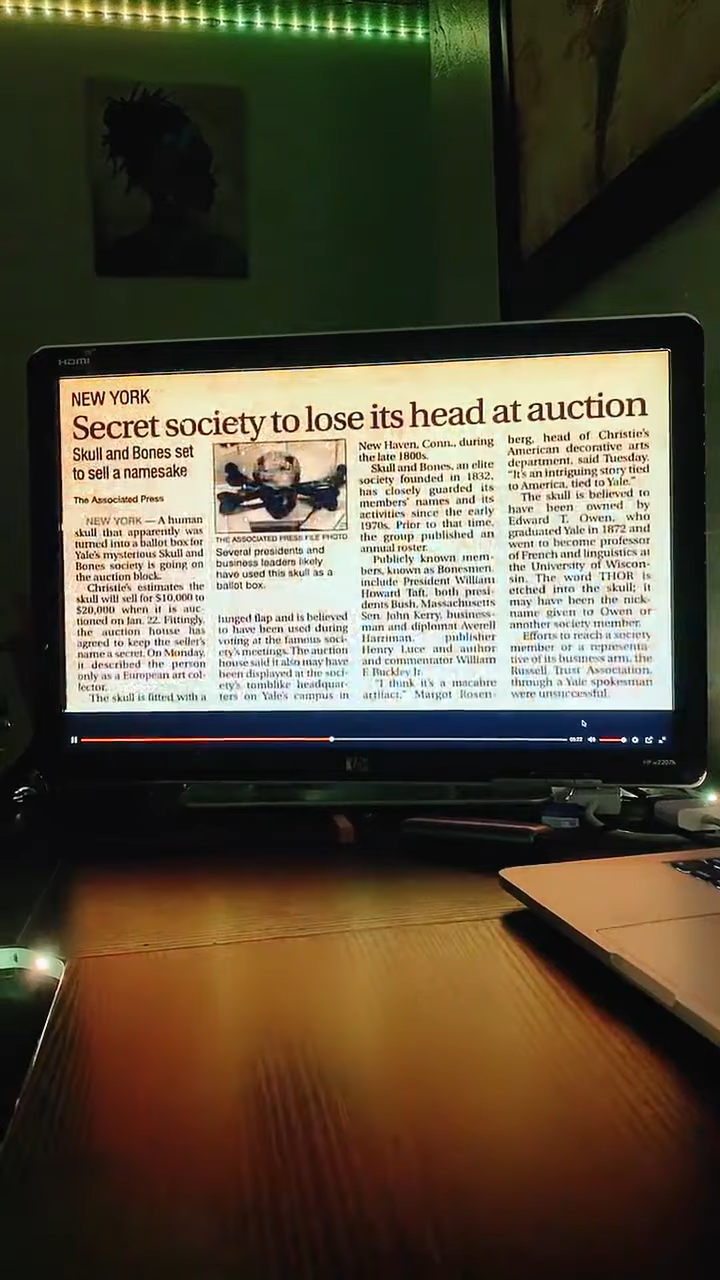 HDMI
NEW YORK
Secret society to lose its head at auction
Skull and Bones set
to sell a namesake
The Associated Press
NEW YORK — A human
skull that apparently was
turned into a ballot box for
Yale's mysterious Skull and
Bones society is going on
the auction block.
Christie's estimates the
skull will sell for $10,000 to
$20,000 when it is auc-
tioned on Jan. 22. Fittingly,
the auction house has
agreed to keep the seller's
name a secret. On Monday,
it described the person
only as a European art col-
lector.
The skull is fitted with a
THE ASSOCIATED PRESS FILE PHOTO
Several presidents and
business leaders likely
have used this skull as a
ballot box.
hinged flap and is believed
to have been used during
voting at the famous soci-
ety's meetings. The auction
house said it also may have
been displayed at the soci-
ety's tomblike headquar-
ters on Yale's campus in
New Haven, Conn., during
the late 1800s.
Skull and Bones, an elite
society founded in 1832,
has closely guarded its
members' names and its
activities since the early
1970s. Prior to that time,
the group published an
annual roster.
Publicly known mem-
bers, known as Bonesmen,
include President William
Howard Taft, both presi-
dents Bush, Massachusetts
Sen. John Kerry, business-
man and diplomat Averell
Harriman, publisher
Henry Luce and author
and commentator William
F. Buckley Jr.
"I think it's a macabre
artifact," Margot Rosen-
berg, head of Christie's
American decorative arts
department, said Tuesday.
"It's an intriguing story tied
to America, tied to Yale."
The skull is believed to
have been owned by
Edward T. Owen, who
graduated Yale in 1872 and
went to become professor
of French and linguistics at
the University of Wiscon-
sin. The word THOR is
etched into the skull; it
may have been the nick-
name given to Owen or
another society member.
Efforts to reach a society
member or a representa-
tive of its business arm, the
Russell Trust Association,
through a Yale spokesman
were unsuccessful.
05:22
HP w2207h